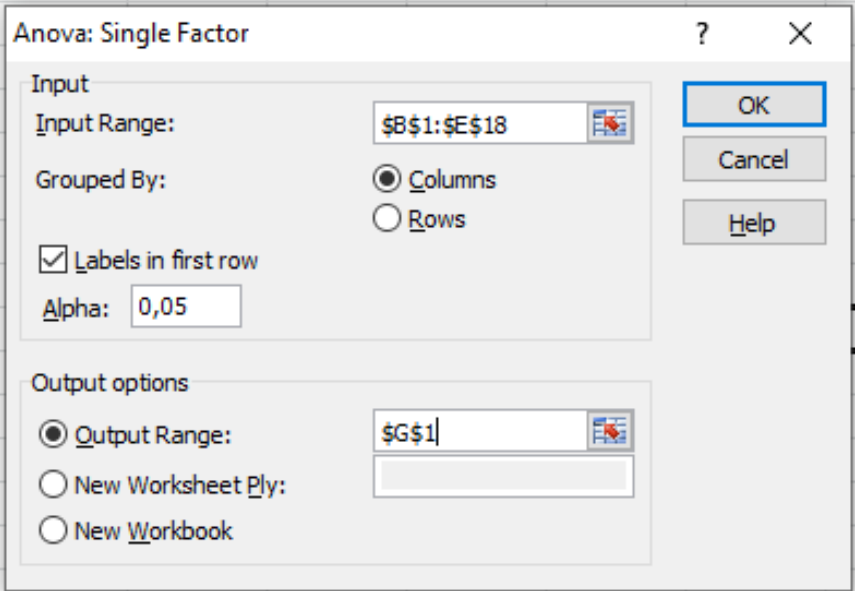 Anova: Single Factor ? ×
Input
Input Range: $B$1:$E$18
Grouped By: Columns
Rows
Labels in first row
Alpha: 0,05
Output options
Output Range: $G$1
New Worksheet Ply:
New Workbook
OK
Cancel
Help